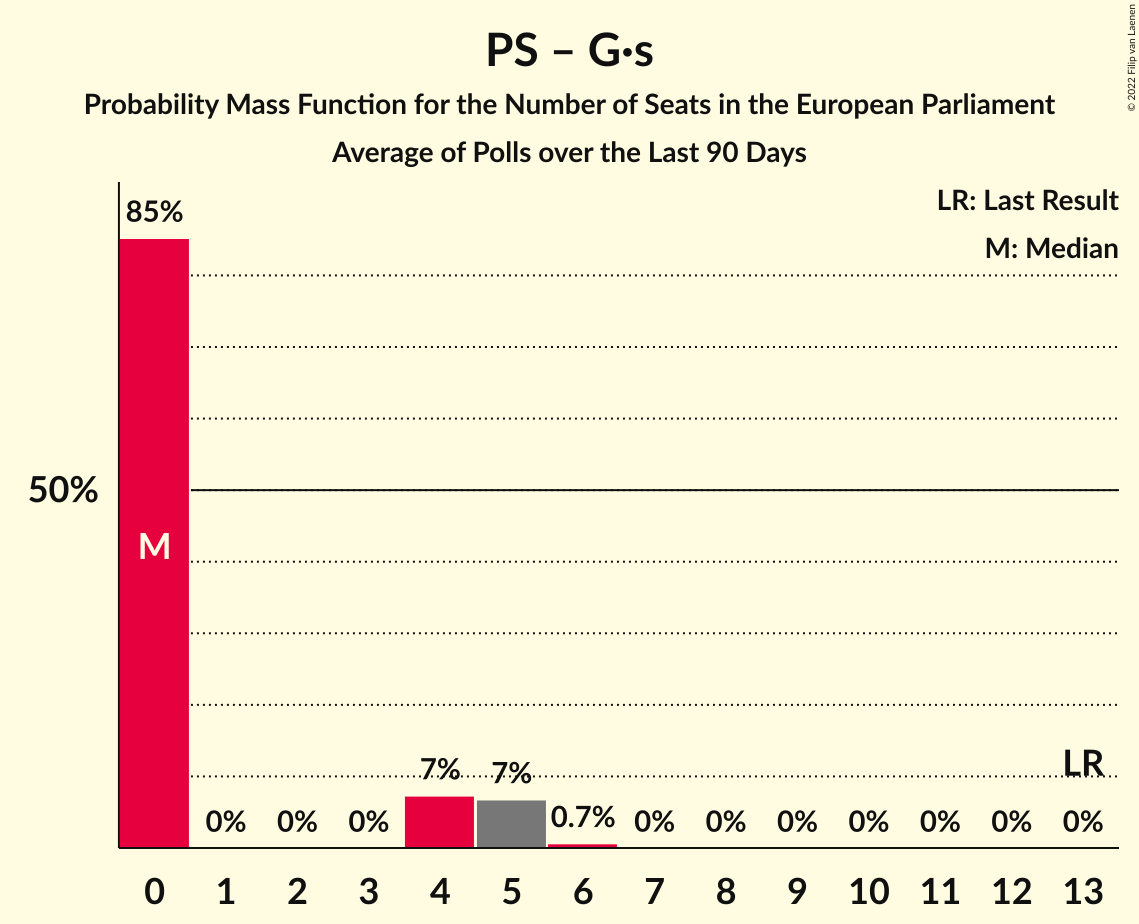 PS – G·s
Probability Mass Function for the Number of Seats in the European Parliament
Average of Polls over the Last 90 Days
© 2022 Filip van Laenen
LR: Last Result
M: Median
85%
50%
M
7%
7%
LR
0%
0%
0%
0.7%
0%
0%
0%
0%
0%
0%
0%
0 1 2 3 4 5 6 7 8 9 10 11 12 13